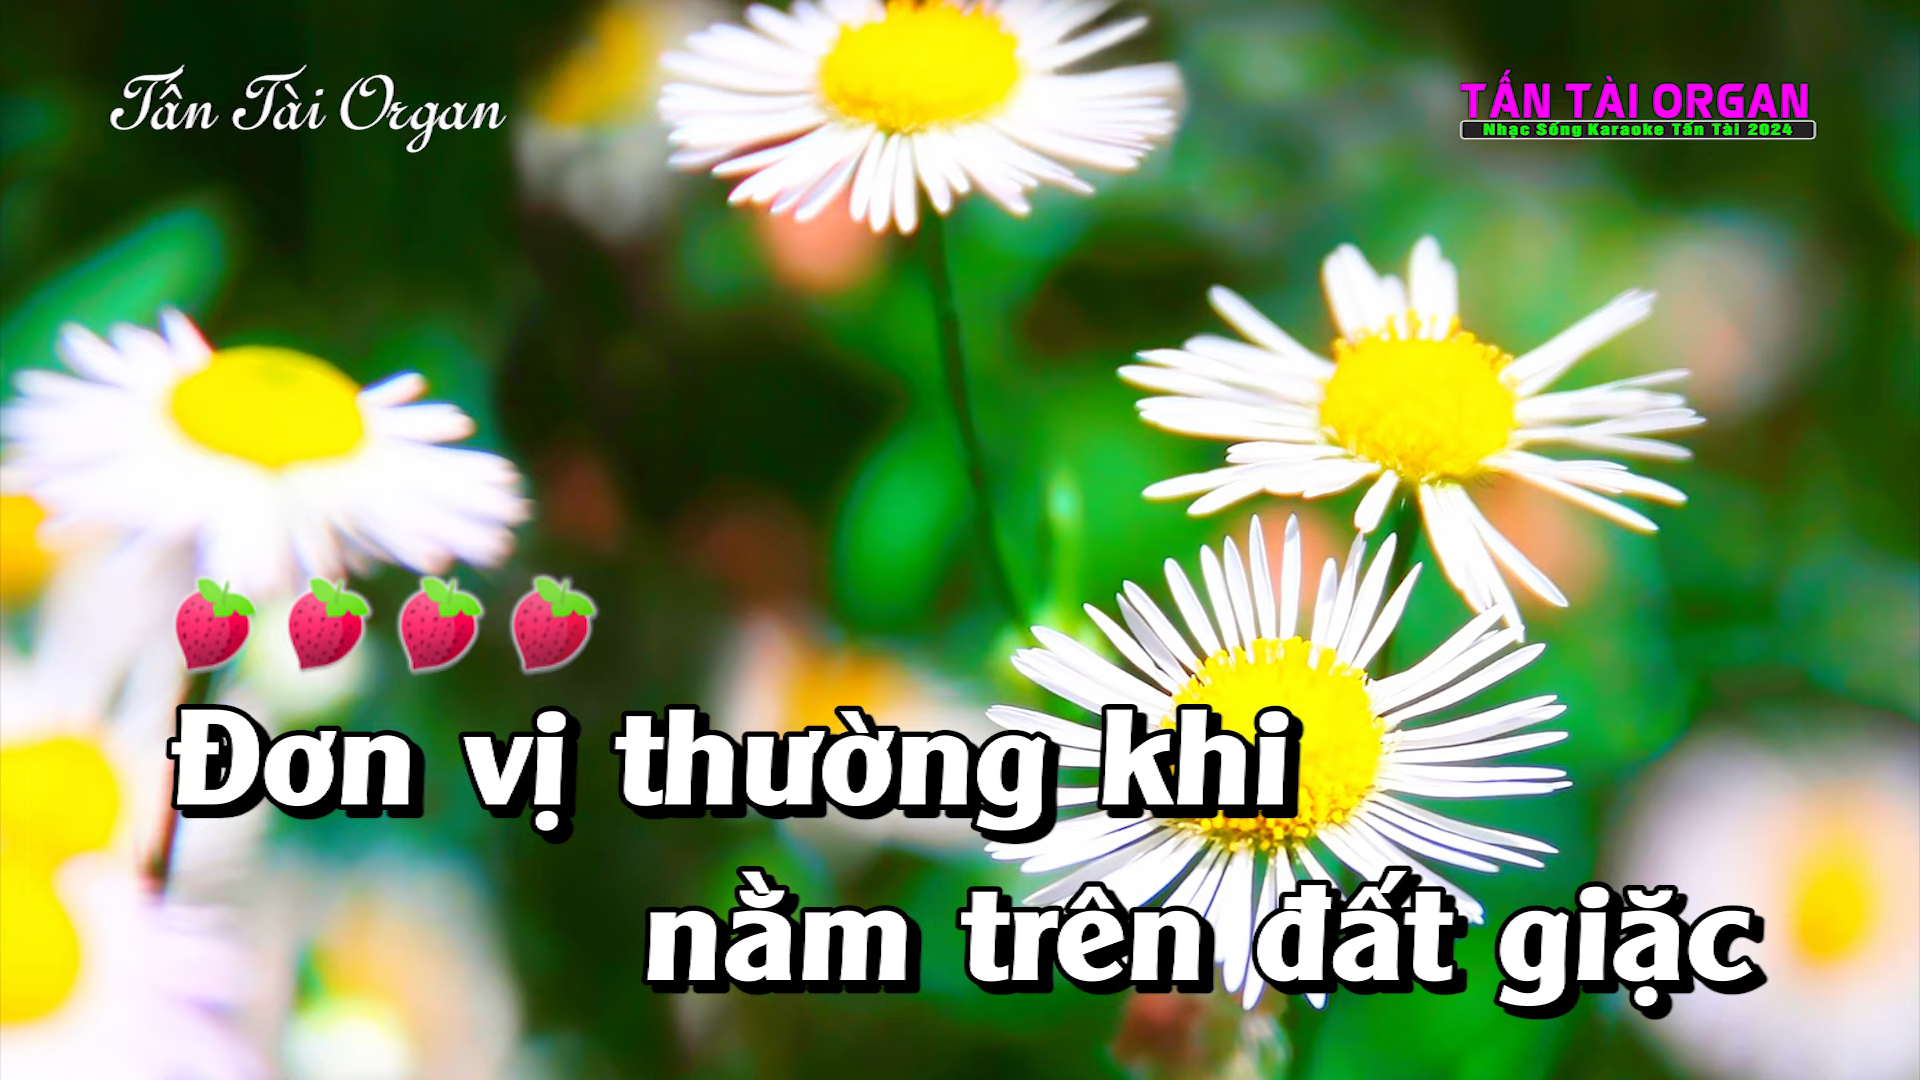 Tấn Tài Organ
TẤN TÀI ORGAN
Nhạc Sống Karaoke Tấn Tài 2024
Đơn vị thường khi
nằm trên đất giặc